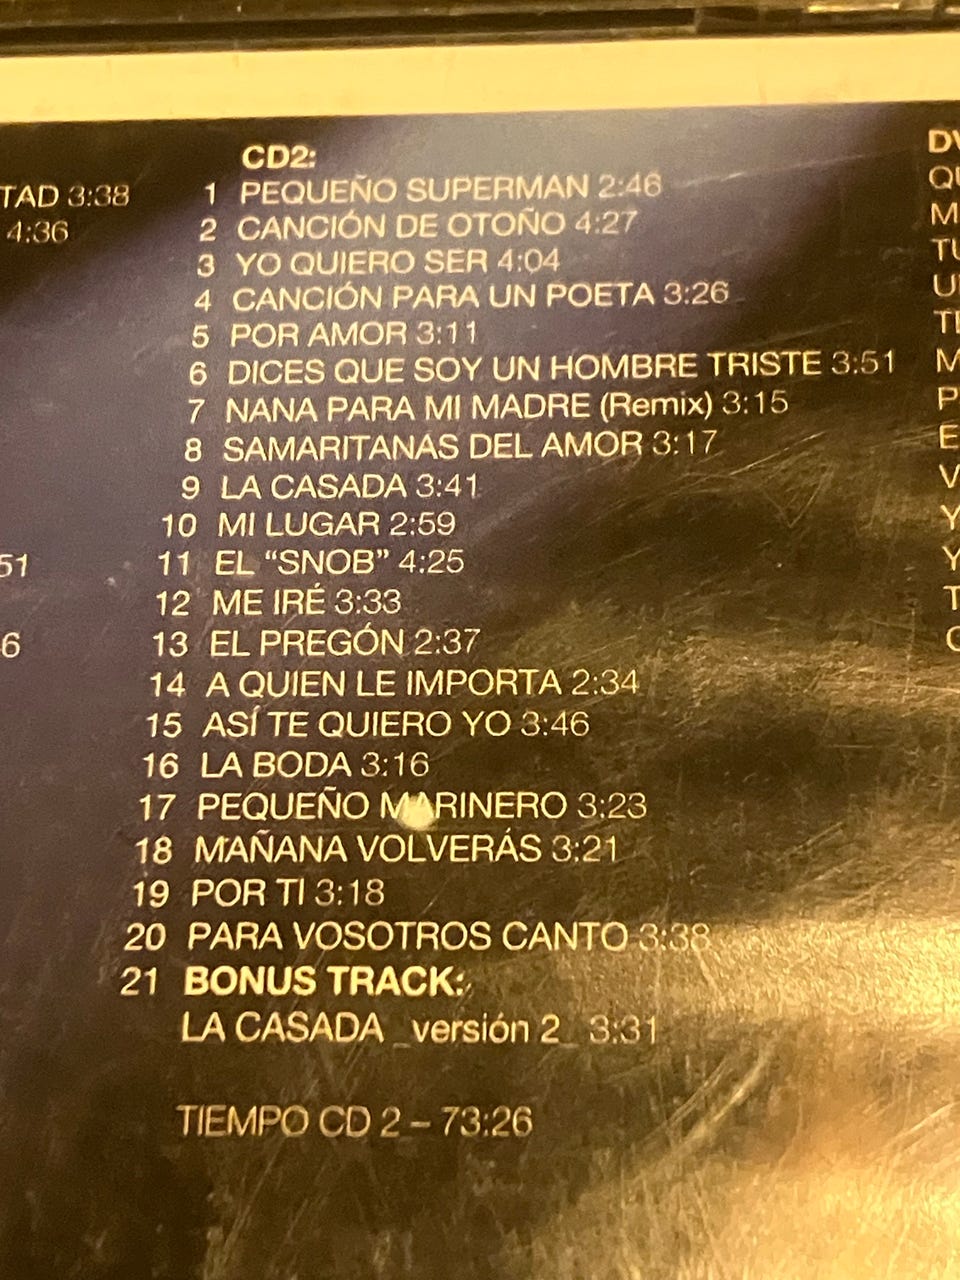 TAD 3:38
4:36
51
6
CD2:
1 PEQUEÑO SUPERMAN 2:46
2 CANCIÓN DE OTOÑO 4:27
3 YO QUIERO SER 4:04
4 CANCIÓN PARA UN POETA 3:26
5 POR AMOR 3:11
6 DICES QUE SOY UN HOMBRE TRISTE 3:51
7 NANA PARA MI MADRE (Remix) 3:15
8 SAMARITANAS DEL AMOR 3:17
9 LA CASADA 3:41
10 MI LUGAR 2:59
11 EL “SNOB” 4:25
12 ME IRÉ 3:33
13 EL PREGÓN 2:37
14 A QUIEN LE IMPORTA 2:34
15 ASÍ TE QUIERO YO 3:46
16 LA BODA 3:16
17 PEQUEÑO MARINERO 3:23
18 MAÑANA VOLVERÁS 3:21
19 POR TI 3:18
20 PARA VOSOTROS CANTO 3:38
21 BONUS TRACK:
LA CASADA _versión 2_ 3:31
TIEMPO CD 2 – 73:26